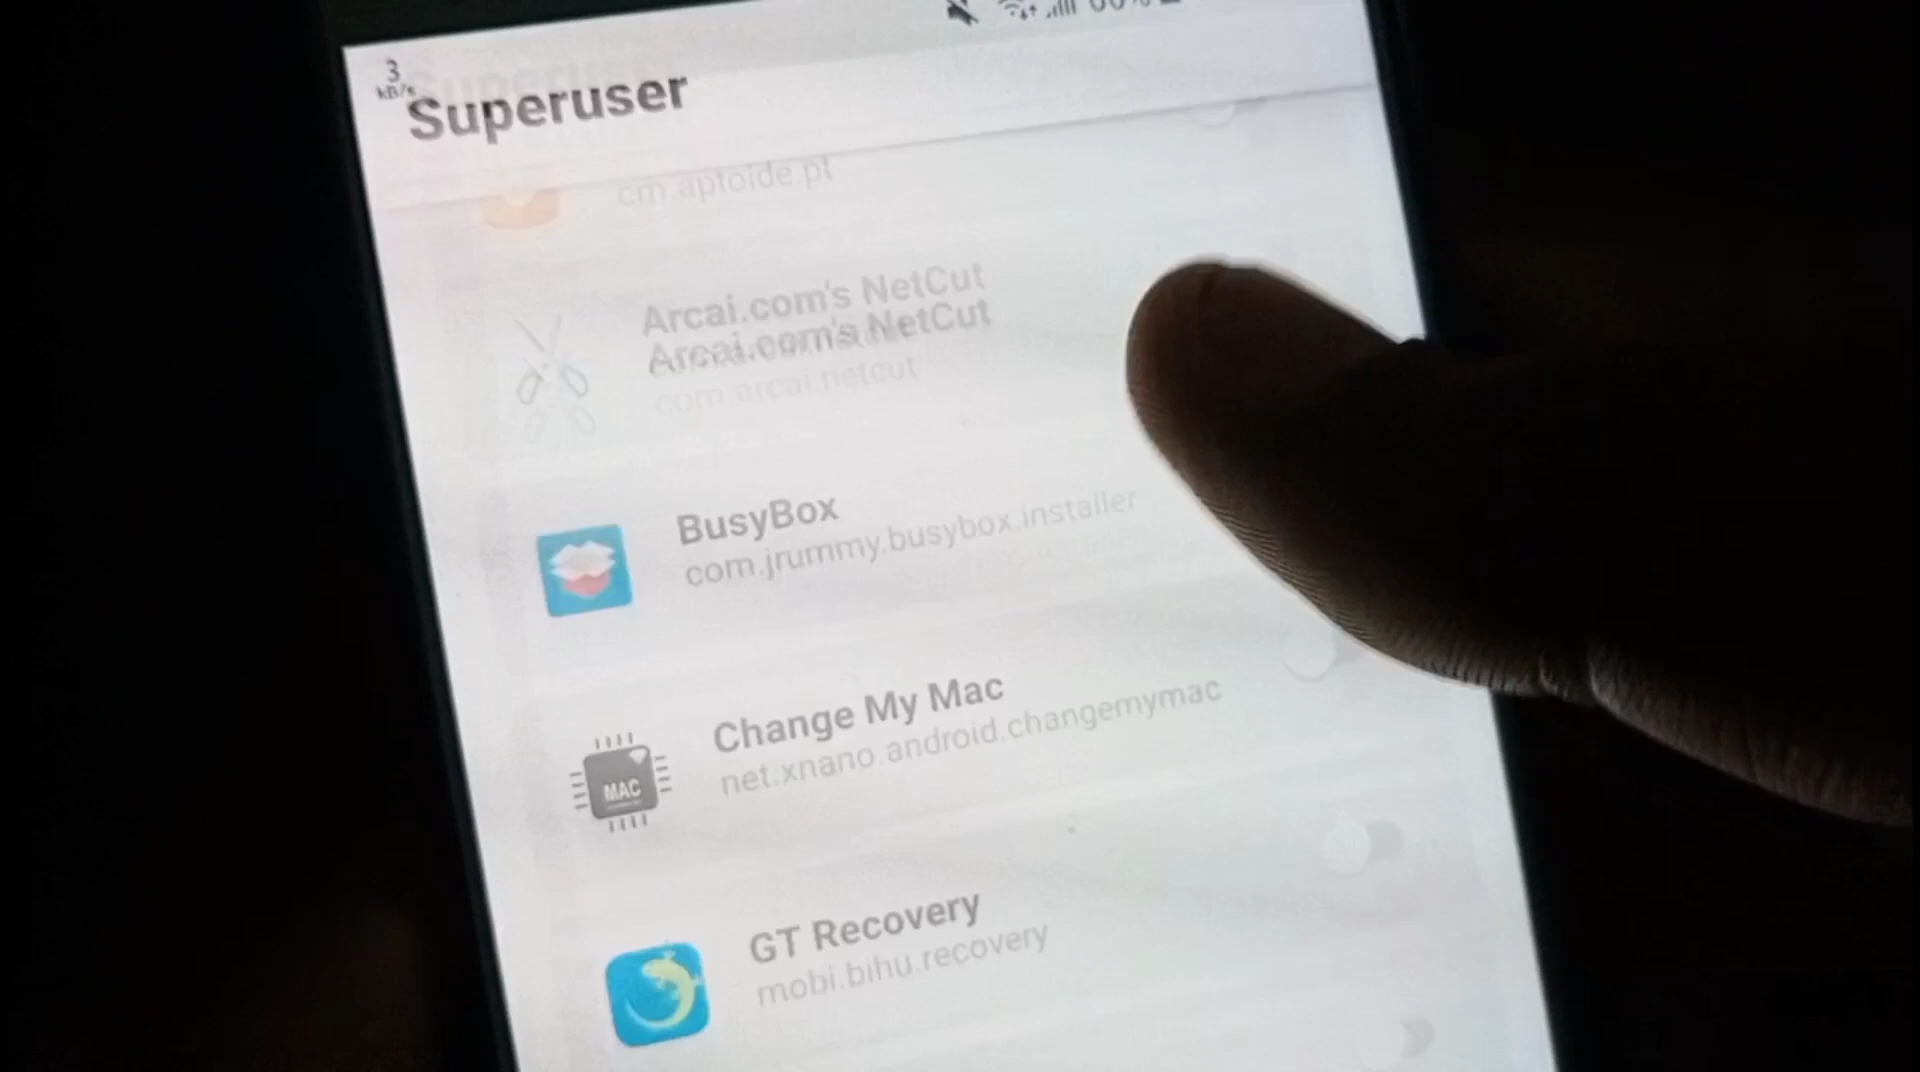 3
kB/s
Superuser
cm.aptoide.pt
Arcai.com's NetCut
Arcai.com's NetCut
com.arcai.netcut
BusyBox
com.jrummy.busybox.installer
Change My Mac
net.xnano.android.changemymac
MAC
GT Recovery
mobi.bihu.recovery